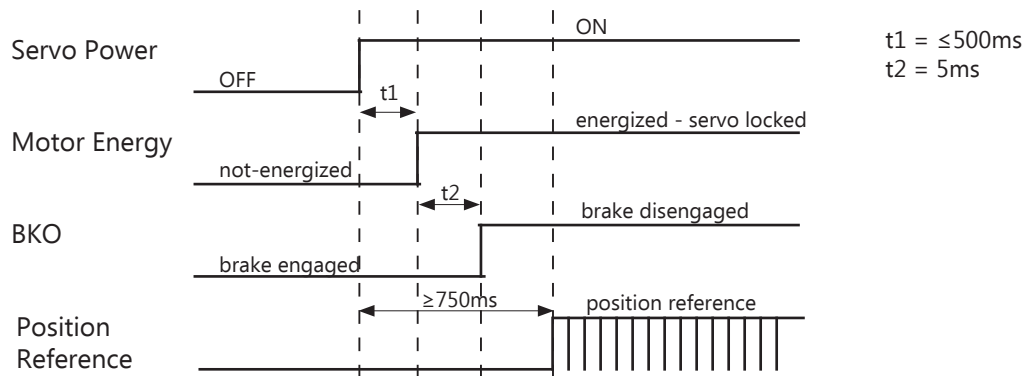 Servo Power
OFF
ON
t1 = ≤500ms
t2 = 5ms
t1
Motor Energy
not-energized
energized - servo locked
t2
BKO
brake engaged
brake disengaged
≥750ms
Position
Reference
position reference